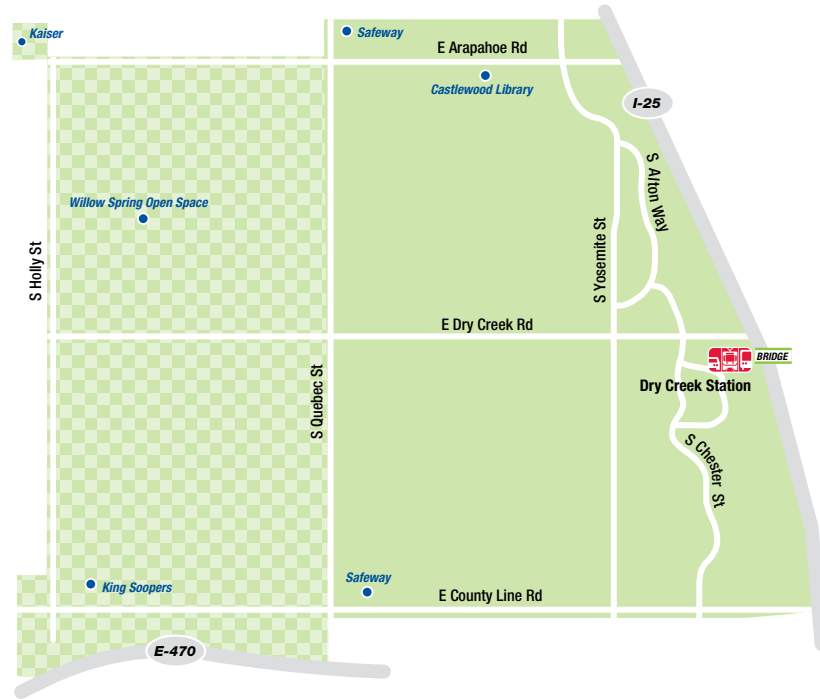 Kaiser
Safeway
E Arapahoe Rd
Castlewood Library
I-25
S Alton Way
Willow Spring Open Space
S Holly St
S Yosemite St
E Dry Creek Rd
BRIDGE
Dry Creek Station
S Quebec St
S Chester St
King Soopers
Safeway
E County Line Rd
E-470